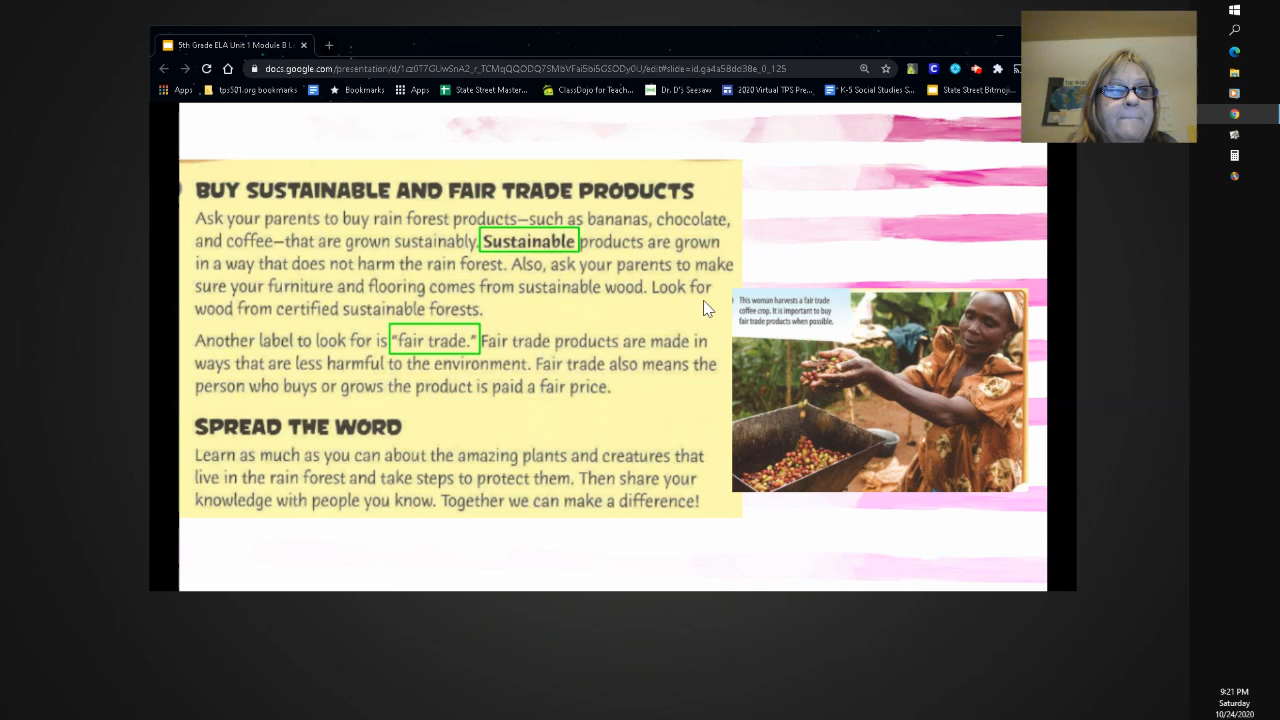 5th Grade ELA Unit 1 Module B L
docs.google.com/presentation/d/1cz0T7GUwSnA2_r_TCMqQQODQ7SMbVFai5bi5GSODy0U/edit#slide=id.ga4a58dd38e_0_125
Apps tps501.org bookmarks Bookmarks Apps State Street Master... ClassDojo for Teach... Dr. D's Seesaw 2020 Virtual TPS Pre... K-5 Social Studies S... State Street Bitmoji...
BUY SUSTAINABLE AND FAIR TRADE PRODUCTS
Ask your parents to buy rain forest products—such as bananas, chocolate,
and coffee—that are grown sustainably. Sustainable products are grown
in a way that does not harm the rain forest. Also, ask your parents to make
sure your furniture and flooring comes from sustainable wood. Look for
wood from certified sustainable forests.
Another label to look for is “fair trade.” Fair trade products are made in
ways that are less harmful to the environment. Fair trade also means the
person who buys or grows the product is paid a fair price.
SPREAD THE WORD
Learn as much as you can about the amazing plants and creatures that
live in the rain forest and take steps to protect them. Then share your
knowledge with people you know. Together we can make a difference!
This woman harvests a fair trade
coffee crop. It is important to buy
fair trade products when possible.
9:21 PM
Saturday
10/24/2020